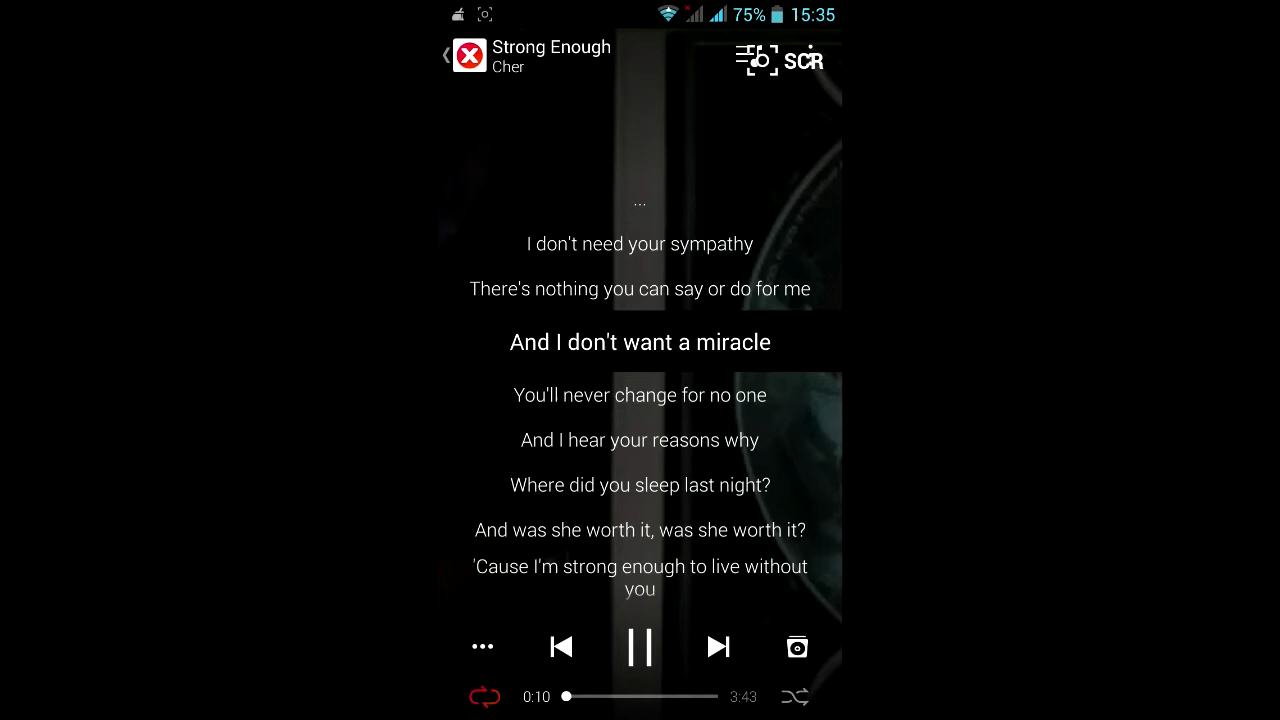 75% 15:35
Strong Enough
SCR
Cher
...
I don't need your sympathy
There's nothing you can say or do for me
And I don't want a miracle
You'll never change for no one
And I hear your reasons why
Where did you sleep last night?
And was she worth it, was she worth it?
'Cause I'm strong enough to live without
you
0:10 3:43